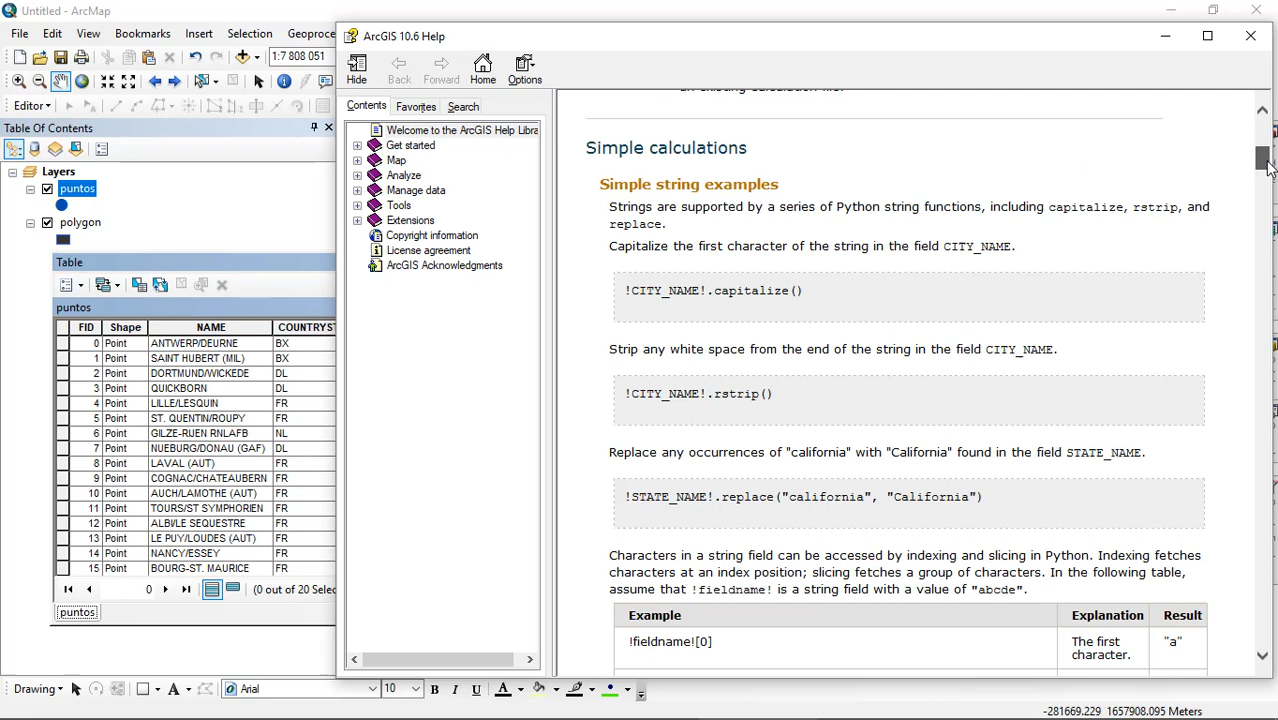 Untitled - ArcMap
File Edit View Bookmarks Insert Selection Geoproce
1:7 808 051
Editor
Table Of Contents
Layers
puntos
polygon
Table
puntos
FID Shape NAME COUNTRYST
0 Point ANTWERP/DEURNE BX
1 Point SAINT HUBERT (MIL) BX
2 Point DORTMUND/WICKEDE DL
3 Point QUICKBORN DL
4 Point LILLE/LESQUIN FR
5 Point ST. QUENTIN/ROUPY FR
6 Point GILZE-RIJEN RNLAFB NL
7 Point NUEBURG/DONAU (GAF) DL
8 Point LAVAL (AUT) FR
9 Point COGNAC/CHATEAUBERN FR
10 Point AUCH/LAMOTHE (AUT) FR
11 Point TOURS/ST SYMPHORIEN FR
12 Point ALBI/LE SEQUESTRE FR
13 Point LE PUY/LOUDES (AUT) FR
14 Point NANCY/ESSEY FR
15 Point BOURG-ST. MAURICE FR
0 (0 out of 20 Selec
puntos
Drawing Arial 10 B I U A
-281669.229 1657908.095 Meters
ArcGIS 10.6 Help
Hide Back Forward Home Options
Contents Favorites Search
Welcome to the ArcGIS Help Libra
Get started
Map
Analyze
Manage data
Tools
Extensions
Copyright information
License agreement
ArcGIS Acknowledgments
an existing calculation file.
Simple calculations
Simple string examples
Strings are supported by a series of Python string functions, including capitalize, rstrip, and
replace.
Capitalize the first character of the string in the field CITY_NAME.
!CITY_NAME!.capitalize()
Strip any white space from the end of the string in the field CITY_NAME.
!CITY_NAME!.rstrip()
Replace any occurrences of "california" with "California" found in the field STATE_NAME.
!STATE_NAME!.replace("california", "California")
Characters in a string field can be accessed by indexing and slicing in Python. Indexing fetches
characters at an index position; slicing fetches a group of characters. In the following table,
assume that !fieldname! is a string field with a value of "abcde".
Example Explanation Result
!fieldname![0] The first "a"
character.